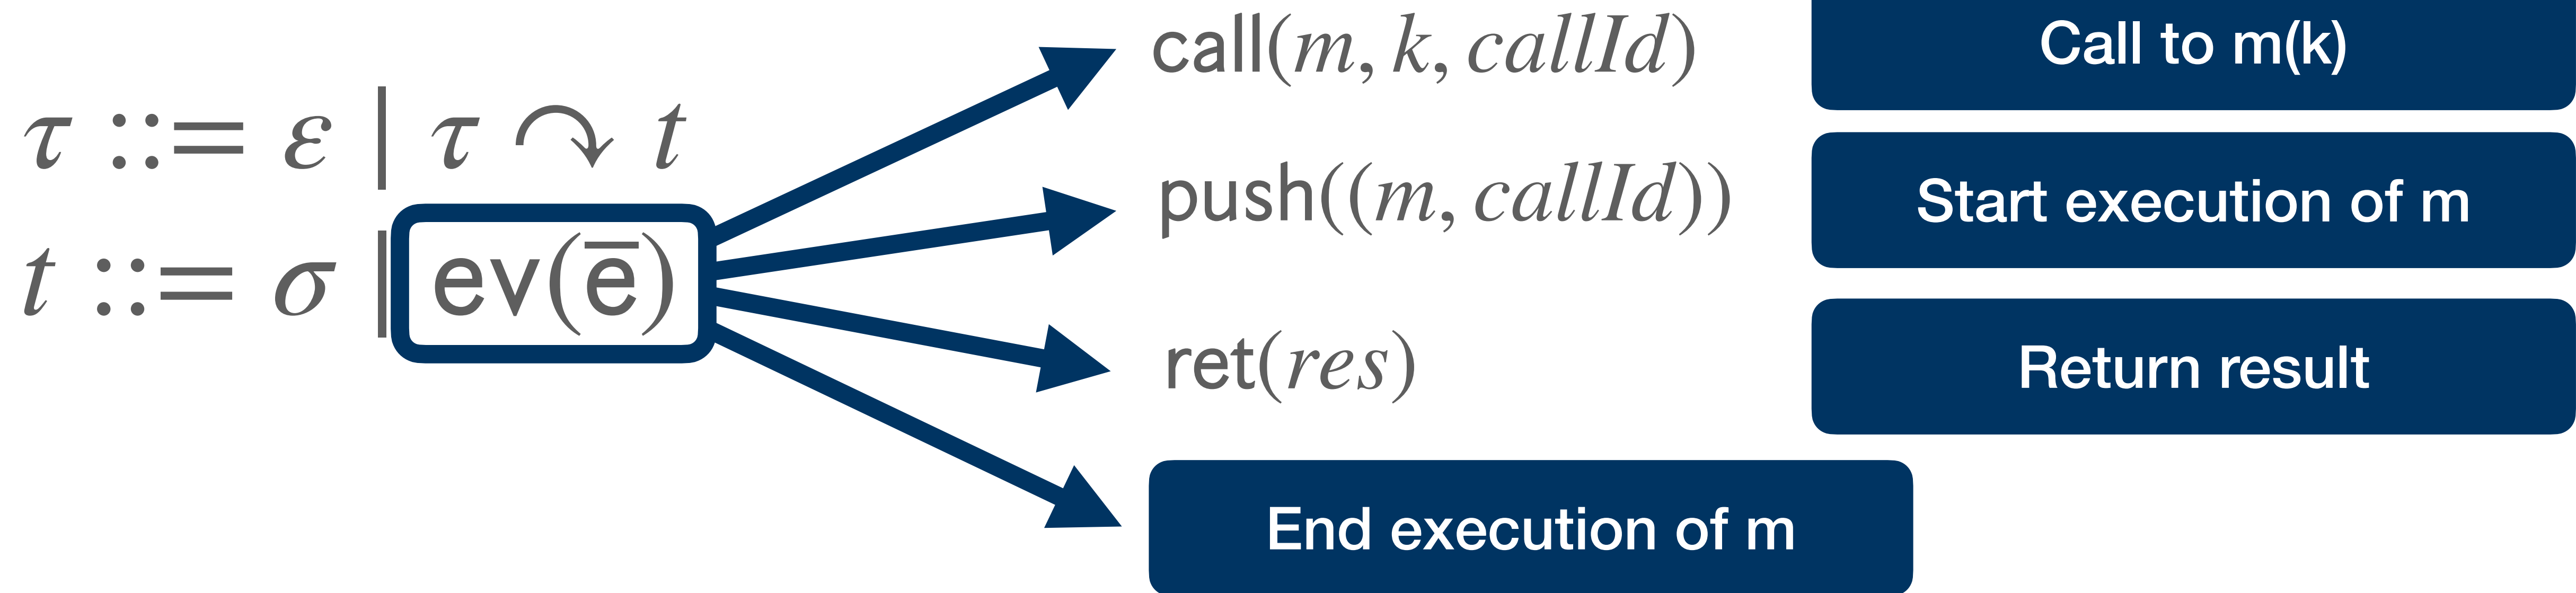 call(m, k, callId)
Call to m(k)
τ ::= ε | τ ↷ t
push((m, callId))
Start execution of m
t ::= σ | ev(e̅)
ret(res)
Return result
End execution of m